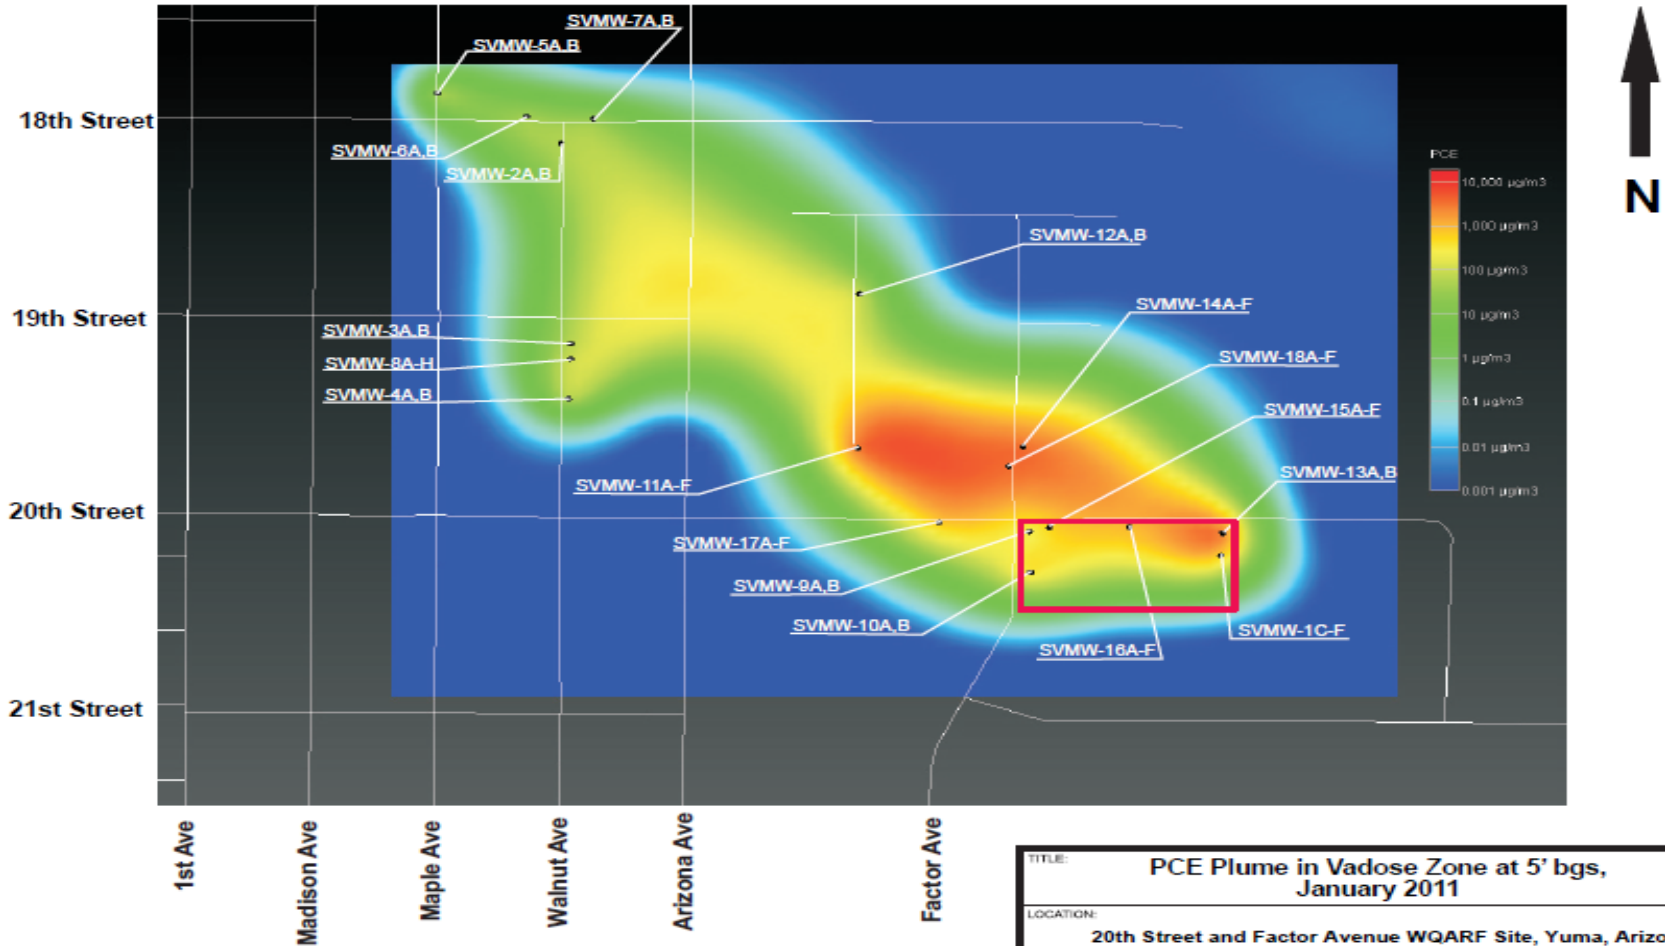 SVMW-7A,B
SVMW-5A,B
18th Street
SVMW-6A,B
SVMW-2A,B
PCE
10,000 µg/m3
1,000 µg/m3
100 µg/m3
10 µg/m3
1 µg/m3
0.1 µg/m3
0.01 µg/m3
0.001 µg/m3
N
SVMW-12A,B
SVMW-14A-F
19th Street
SVMW-3A,B
SVMW-8A-H
SVMW-4A,B
SVMW-18A-F
SVMW-15A-F
SVMW-13A,B
SVMW-11A-F
20th Street
SVMW-17A-F
SVMW-9A,B
SVMW-10A,B
SVMW-16A-F
SVMW-1C-F
21st Street
1st Ave
Madison Ave
Maple Ave
Walnut Ave
Arizona Ave
Factor Ave
TITLE:
PCE Plume in Vadose Zone at 5' bgs,
January 2011
LOCATION:
20th Street and Factor Avenue WQARF Site, Yuma, Arizo